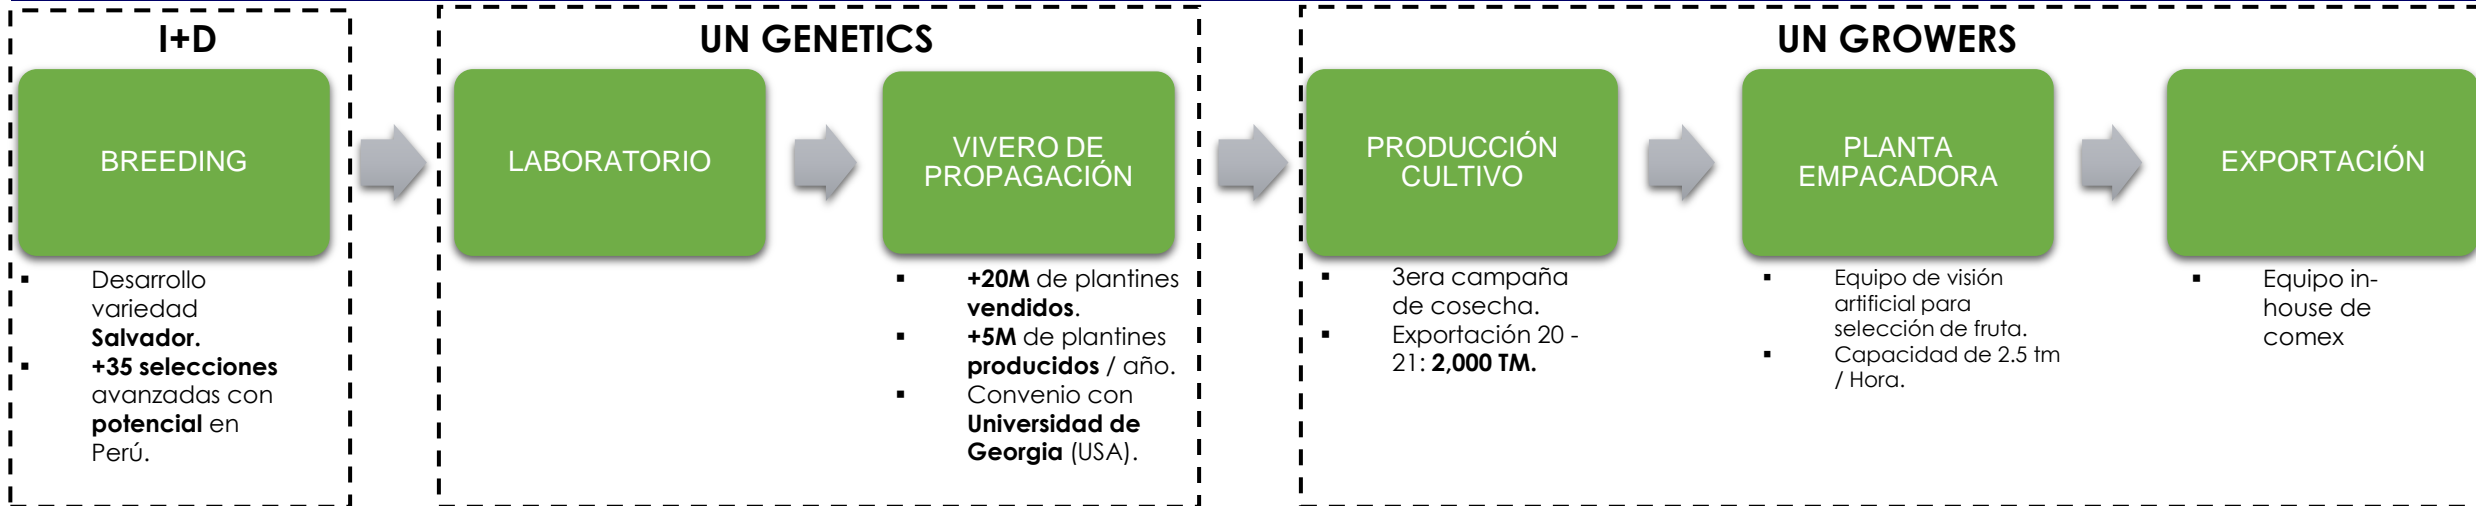 I+D
BREEDING
▪ Desarrollo
variedad
Salvador.
▪ +35 selecciones
avanzadas con
potencial en
Perú.
UN GENETICS
LABORATORIO
VIVERO DE
PROPAGACIÓN
▪ +20M de plantines
vendidos.
▪ +5M de plantines
producidos / año.
▪ Convenio con
Universidad de
Georgia (USA).
UN GROWERS
PRODUCCIÓN
CULTIVO
▪ 3era campaña
de cosecha.
▪ Exportación 20 -
21: 2,000 TM.
PLANTA
EMPACADORA
▪ Equipo de visión
artificial para
selección de fruta.
▪ Capacidad de 2.5 tm
/ Hora.
EXPORTACIÓN
▪ Equipo in-
house de
comex